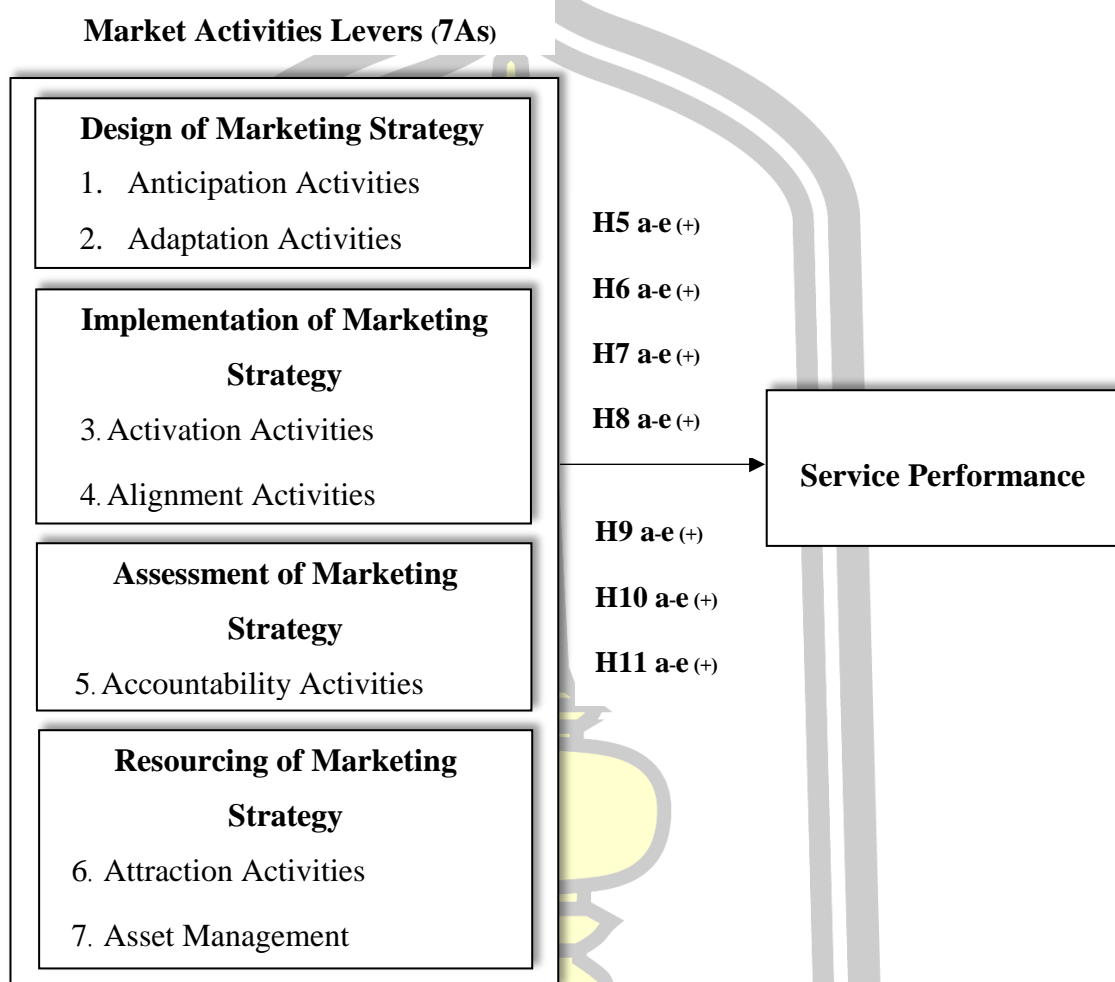 Market Activities Levers (7As)
Design of Marketing Strategy
1. Anticipation Activities
2. Adaptation Activities
Implementation of Marketing
Strategy
3. Activation Activities
4. Alignment Activities
Assessment of Marketing
Strategy
5. Accountability Activities
Resourcing of Marketing
Strategy
6. Attraction Activities
7. Asset Management
H5 a-e (+)
H6 a-e (+)
H7 a-e (+)
H8 a-e (+)
H9 a-e (+)
H10 a-e (+)
H11 a-e (+)
Service Performance